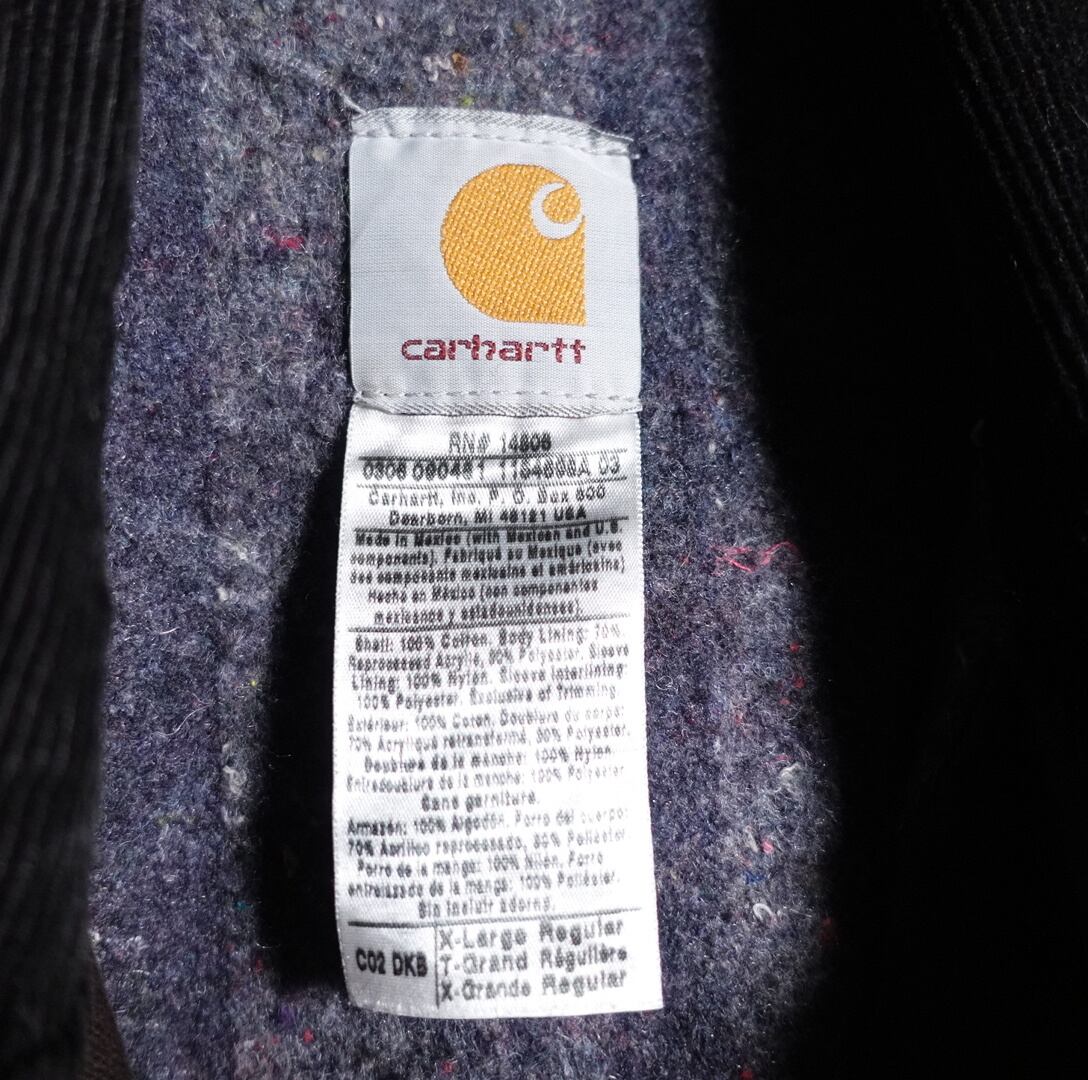 carhartt
RN# 14806
Carhartt, Inc. P. O. Box 600
Dearborn, MI 48121 USA
Made in Mexico (with Mexican and U.S.
components). Fabriqué au Mexique (avec
des composants mexicains et américains)
Hecho en México (con componentes
mexicanos y estadounidenses).
Shell: 100% Cotton. Body Lining: 70%
Reprocessed Acrylic, 30% Polyester. Sleeve
Lining: 100% Nylon. Sleeve Interlining:
100% Polyester. Exclusive of Trimming.
Extérieur: 100% Coton. Doublure du corps:
70% Acrylique retransformé, 30% Polyester.
Doublure de la manche: 100% Nylon.
Entredoublure de la manche: 100% Polyester
Sans garniture.
Armazón: 100% Algodón. Forro del cuerpo:
70% Acrílico reprocesado, 30% Poliéster.
Forro de la manga: 100% Nilón. Forro
entrelazado de la manga: 100% Poliéster.
Sin incluir adorno.
C02 DKB
X-Large Regular
T-Grand Régulière
X-Grande Regular